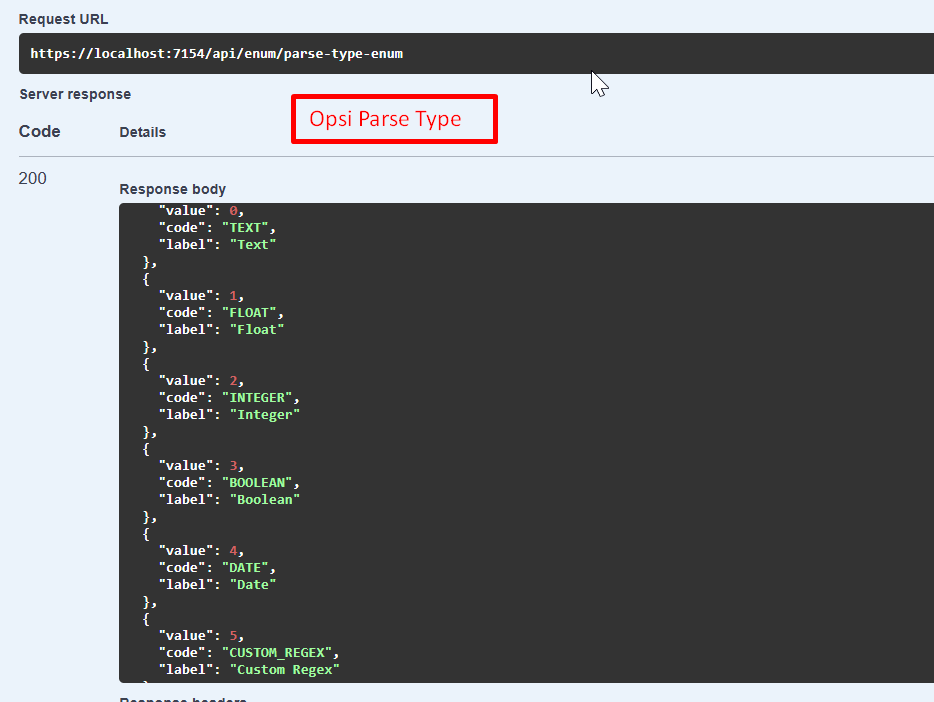 Request URL
https://localhost:7154/api/enum/parse-type-enum
Server response
Opsi Parse Type
Code Details
200
Response body
"value": 0,
"code": "TEXT",
"label": "Text"
},
{
"value": 1,
"code": "FLOAT",
"label": "Float"
},
{
"value": 2,
"code": "INTEGER",
"label": "Integer"
},
{
"value": 3,
"code": "BOOLEAN",
"label": "Boolean"
},
{
"value": 4,
"code": "DATE",
"label": "Date"
},
{
"value": 5,
"code": "CUSTOM_REGEX",
"label": "Custom Regex"
Response headers